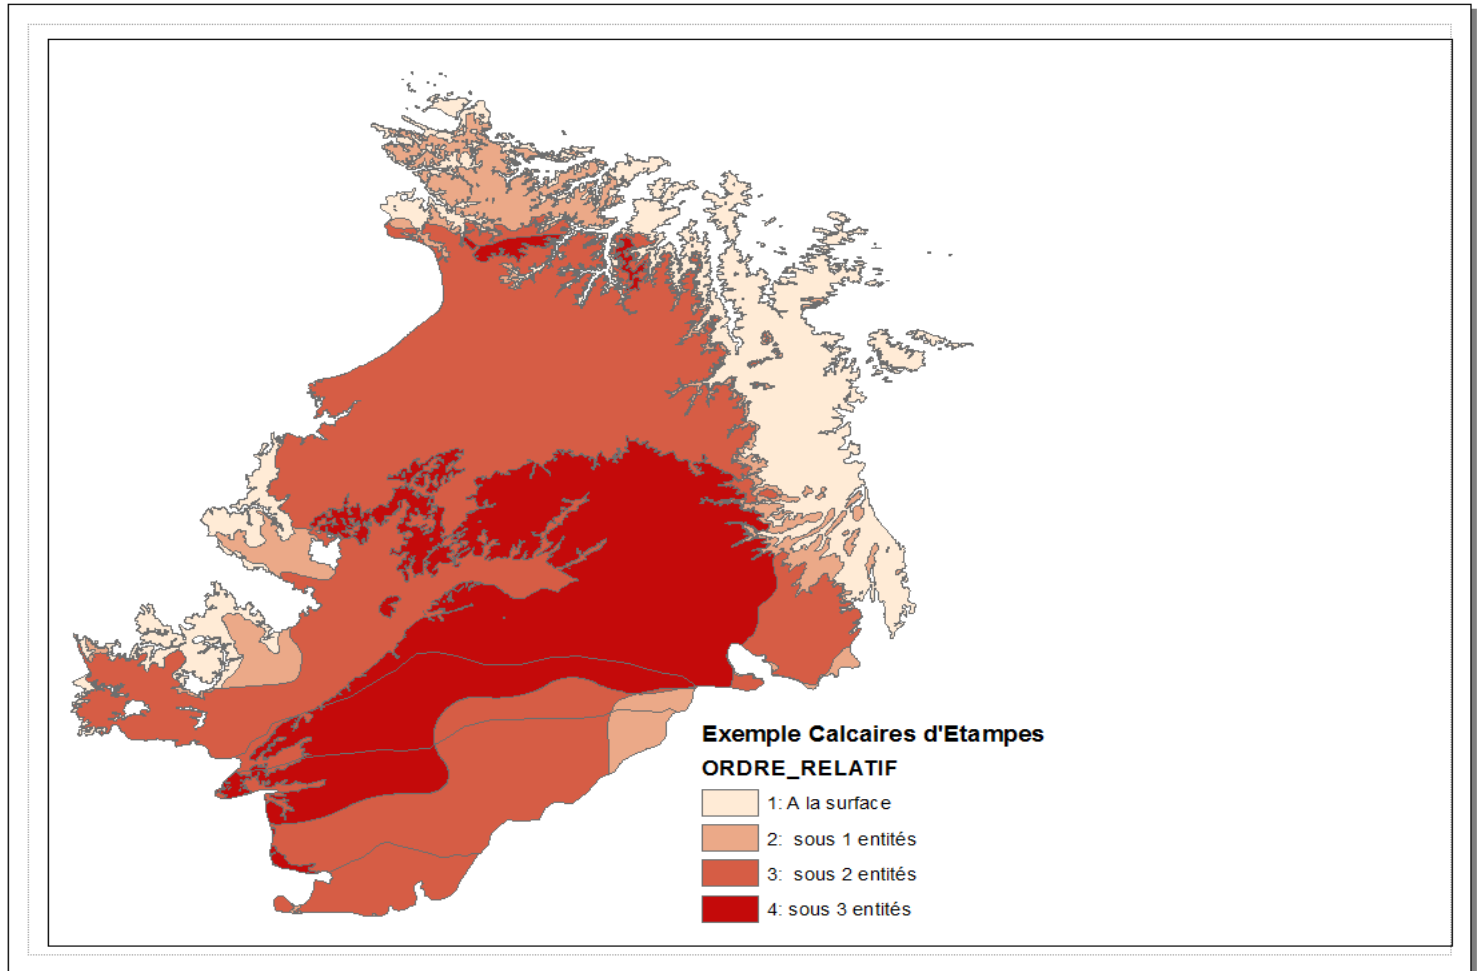 Exemple Calcaires d'Etampes
ORDRE_RELATIF
1: A la surface
2: sous 1 entités
3: sous 2 entités
4: sous 3 entités